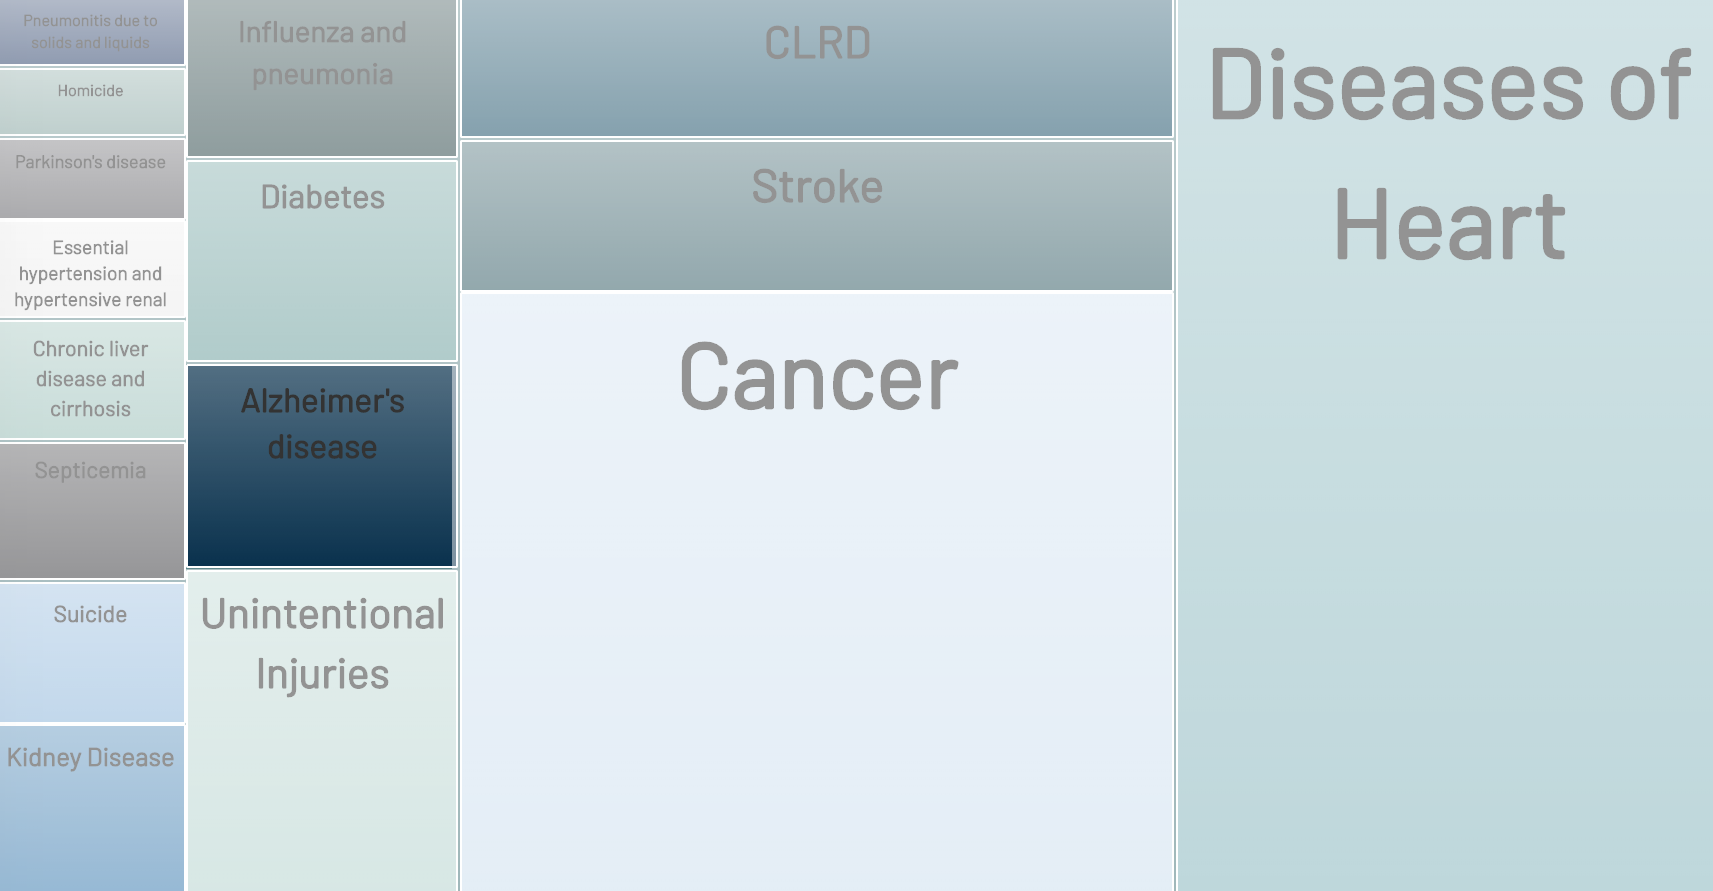 Pneumonitis due to
solids and liquids
Homicide
Parkinson's disease
Essential
hypertension and
hypertensive renal
Chronic liver
disease and
cirrhosis
Septicemia
Suicide
Kidney Disease
Influenza and
pneumonia
Diabetes
Alzheimer's
disease
Unintentional
Injuries
CLRD
Stroke
Cancer
Diseases of
Heart